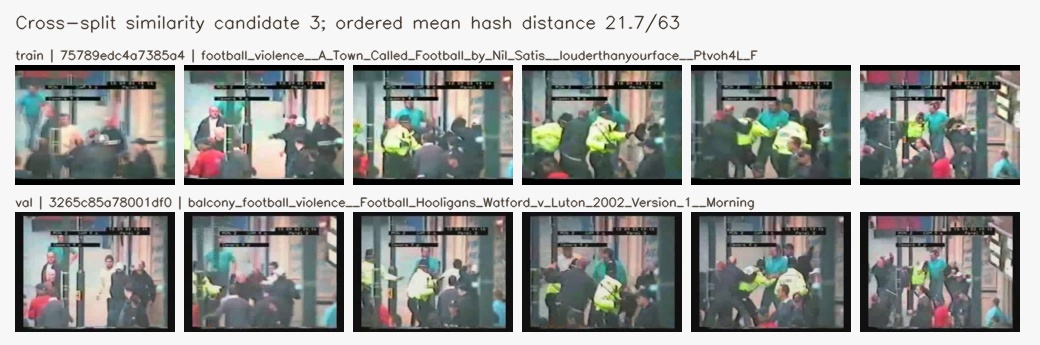 Cross-split similarity candidate 3; ordered mean hash distance 21.7/63
train | 75789edc4a7385a4 | football_violence__A_Town_Called_Football_by_Nil_Satis__louderthanyourface__Ptvoh4L_F
val | 3265c85a78001df0 | balcony_football_violence__Football_Hooligans_Watford_v_Luton_2002_Version_1__Morning